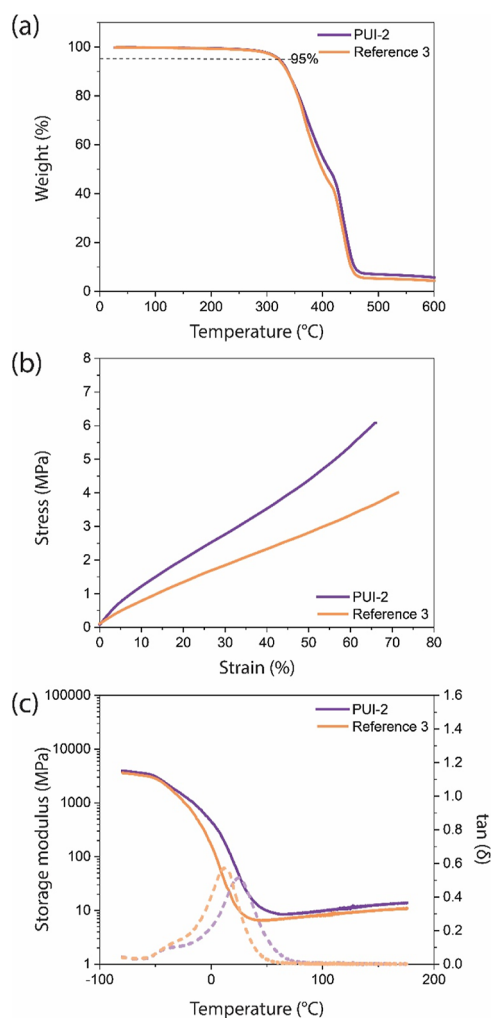 (a)
PUI-2
Reference 3
95%
100
80
60
40
20
0
Weight (%)
0 100 200 300 400 500 600
Temperature (°C)
(b)
8
7
6
5
4
3
2
1
0
Stress (MPa)
PUI-2
Reference 3
0 10 20 30 40 50 60 70 80
Strain (%)
(c)
PUI-2
Reference 3
100000
10000
1000
100
10
1
Storage modulus (MPa)
1.6
1.4
1.2
1.0
0.8
0.6
0.4
0.2
0.0
tan (δ)
-100 0 100 200
Temperature (°C)